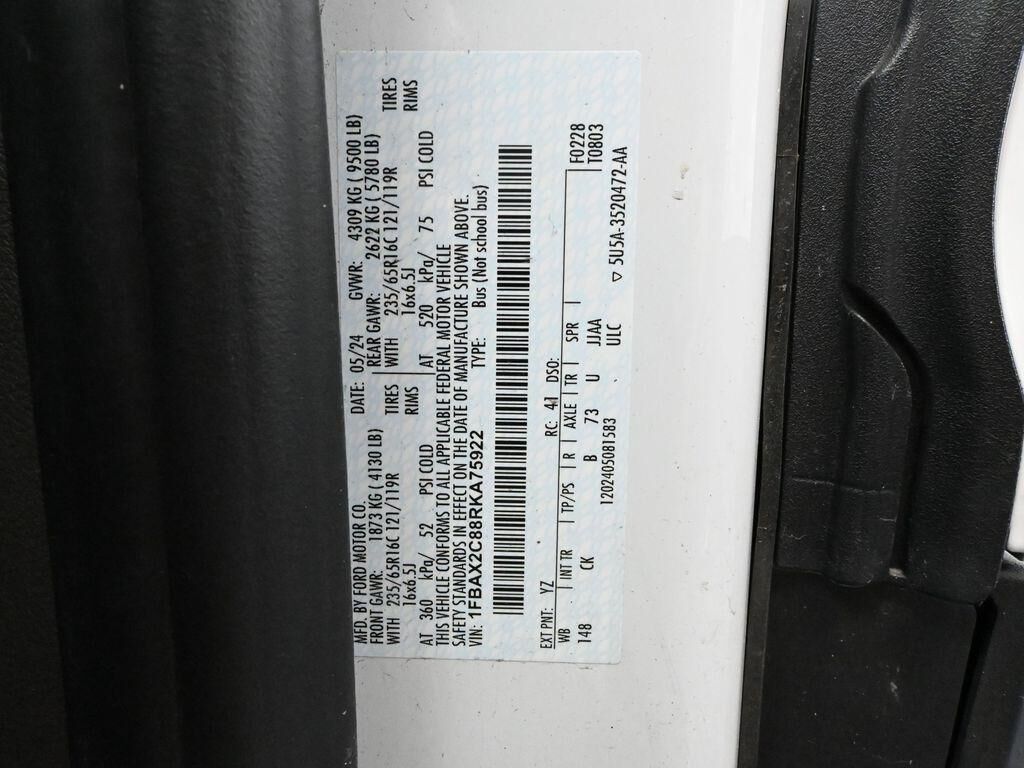 MFD. BY FORD MOTOR CO. DATE: 05/24 GVWR: 4309 KG ( 9500 LB)
FRONT GAWR: 1873 KG ( 4130 LB) REAR GAWR: 2622 KG ( 5780 LB)
WITH 235/65R16C 121/119R TIRES WITH 235/65R16C 121/119R TIRES
16x6.5J RIMS 16x6.5J RIMS
AT 360 kPa/ 52 PSI COLD AT 520 kPa/ 75 PSI COLD
THIS VEHICLE CONFORMS TO ALL APPLICABLE FEDERAL MOTOR VEHICLE
SAFETY STANDARDS IN EFFECT ON THE DATE OF MANUFACTURE SHOWN ABOVE.
VIN: 1FBAX2C88RKA75922 TYPE: Bus (Not school bus)
EXT PNT: YZ RC: 41 DSO:
WB INT TR TP/PS R AXLE TR SPR F0228
148 CK B 73 U JJAA T0803
1202405081583 ULC ▽ 5U5A-3520472-AA